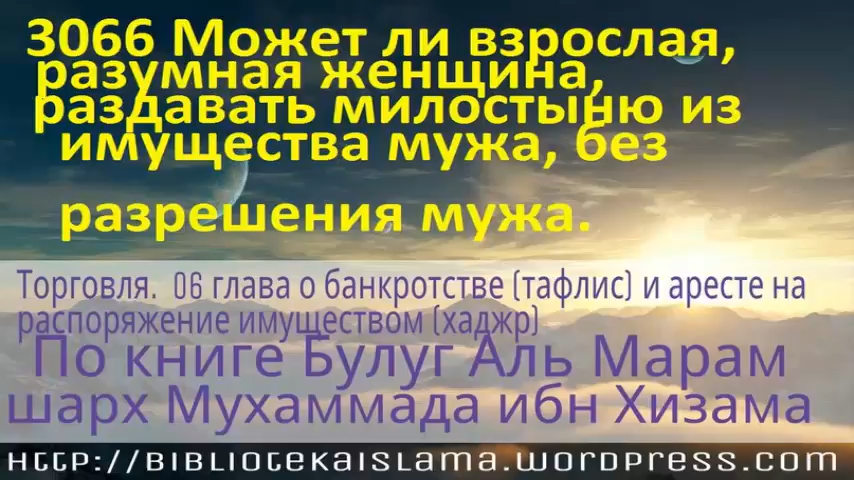 3066 Может ли взрослая,
разумная женщина,
раздавать милостыню из
имущества мужа, без
разрешения мужа.
Торговля. 06 глава о банкротстве (тафлис) и аресте на
распоряжение имуществом (хаджр)
По книге Булуг Аль Марам
шарх Мухаммада ибн Хизама
HTTP://BIBLIOTEKAISLAMA.WORDPRESS.COM